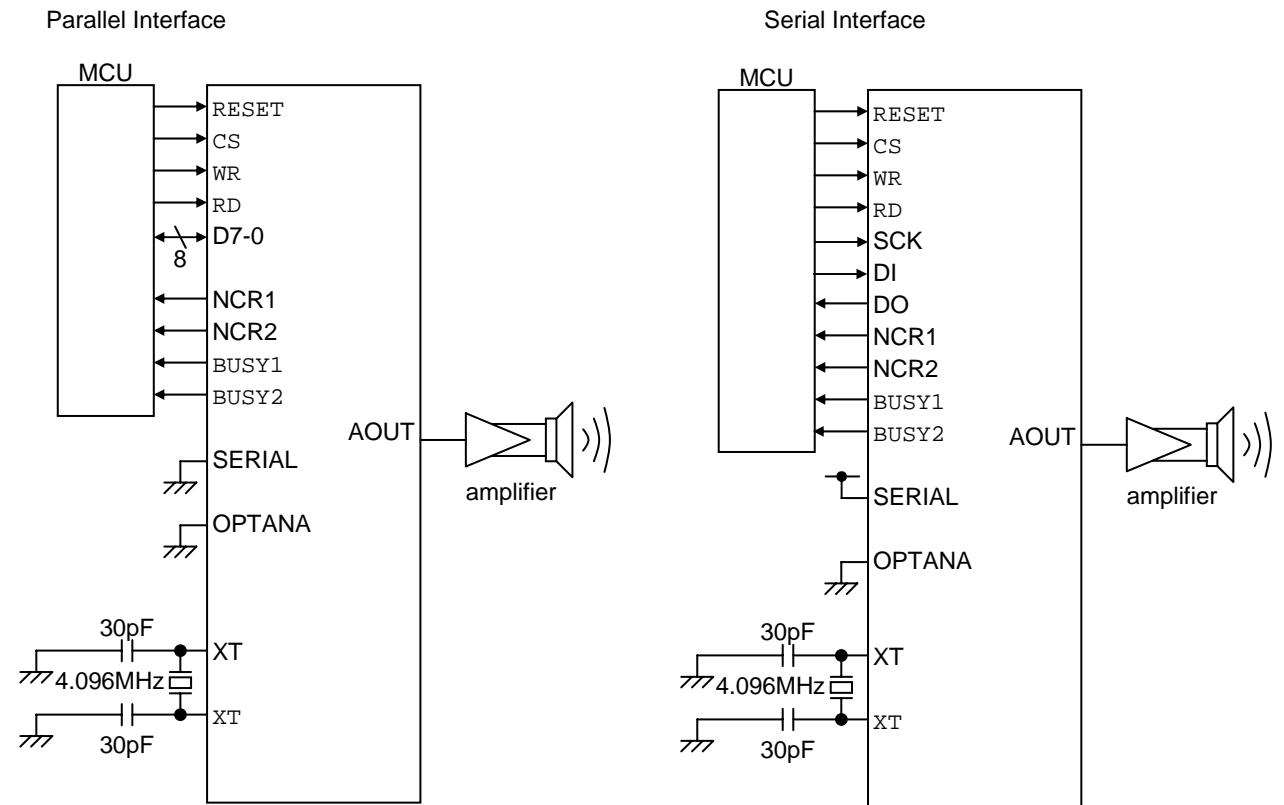 Parallel Interface
MCU
RESET
CS
WR
RD
D7-0
8
NCR1
NCR2
BUSY1
BUSY2
AOUT
amplifier
SERIAL
OPTANA
30pF
XT
4.096MHz
XT
30pF
Serial Interface
MCU
RESET
CS
WR
RD
SCK
DI
DO
NCR1
NCR2
BUSY1
BUSY2
AOUT
amplifier
SERIAL
OPTANA
30pF
XT
4.096MHz
XT
30pF